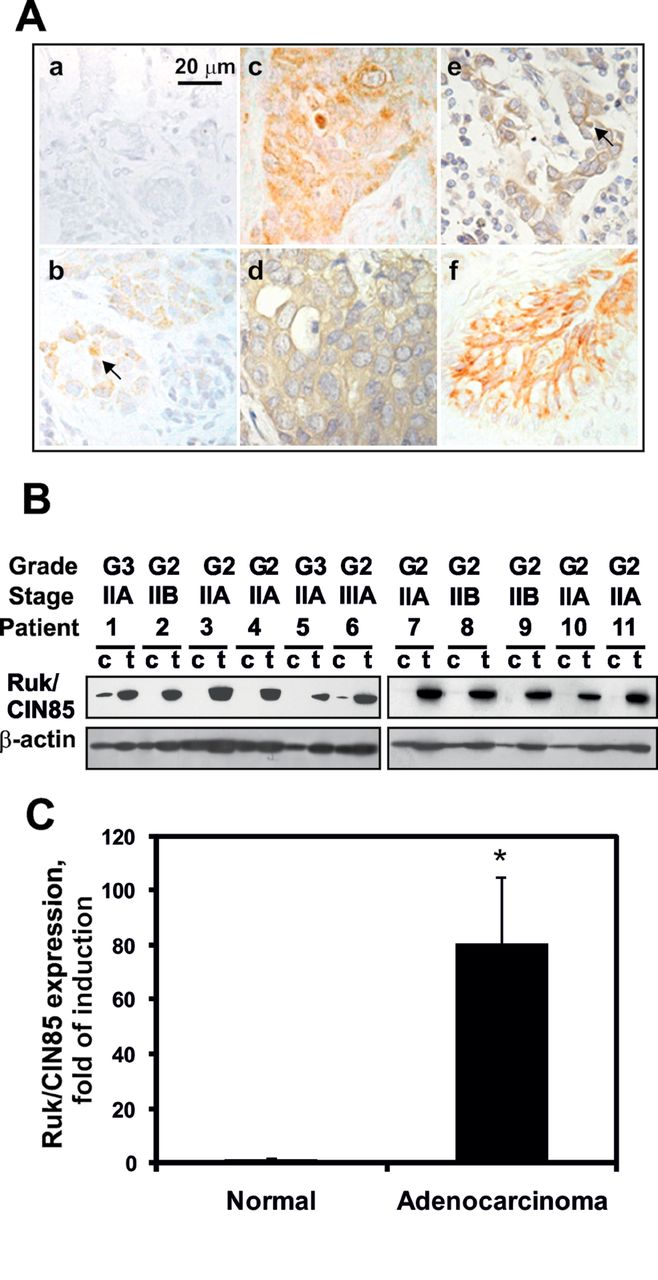 A
a
20 μm
c
e
b
d
f
B
Grade G3 G2 G2 G2 G3 G2 G2 G2 G2 G2 G2
Stage IIA IIB IIA IIA IIA IIIA IIA IIB IIB IIA IIA
Patient 1 2 3 4 5 6 7 8 9 10 11
c t c t c t c t c t c t c t c t c t c t c t
Ruk/
CIN85
β-actin
C
Ruk/CIN85 expression,
fold of induction
120
100
80
60
40
20
0
*
Normal Adenocarcinoma